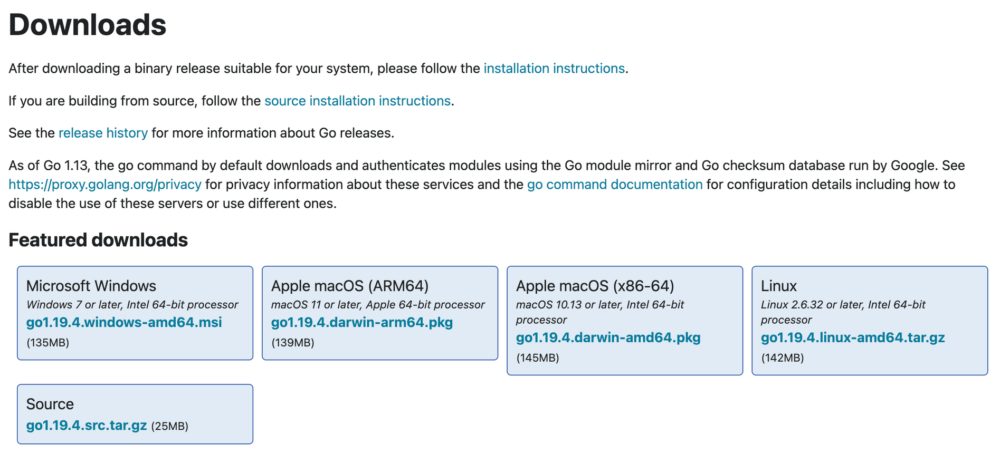 Downloads
After downloading a binary release suitable for your system, please follow the installation instructions.
If you are building from source, follow the source installation instructions.
See the release history for more information about Go releases.
As of Go 1.13, the go command by default downloads and authenticates modules using the Go module mirror and Go checksum database run by Google. See
https://proxy.golang.org/privacy for privacy information about these services and the go command documentation for configuration details including how to
disable the use of these servers or use different ones.
Featured downloads
Microsoft Windows
Windows 7 or later, Intel 64-bit processor
go1.19.4.windows-amd64.msi
(135MB)
Apple macOS (ARM64)
macOS 11 or later, Apple 64-bit processor
go1.19.4.darwin-arm64.pkg
(139MB)
Apple macOS (x86-64)
macOS 10.13 or later, Intel 64-bit
processor
go1.19.4.darwin-amd64.pkg
(145MB)
Linux
Linux 2.6.32 or later, Intel 64-bit
processor
go1.19.4.linux-amd64.tar.gz
(142MB)
Source
go1.19.4.src.tar.gz (25MB)